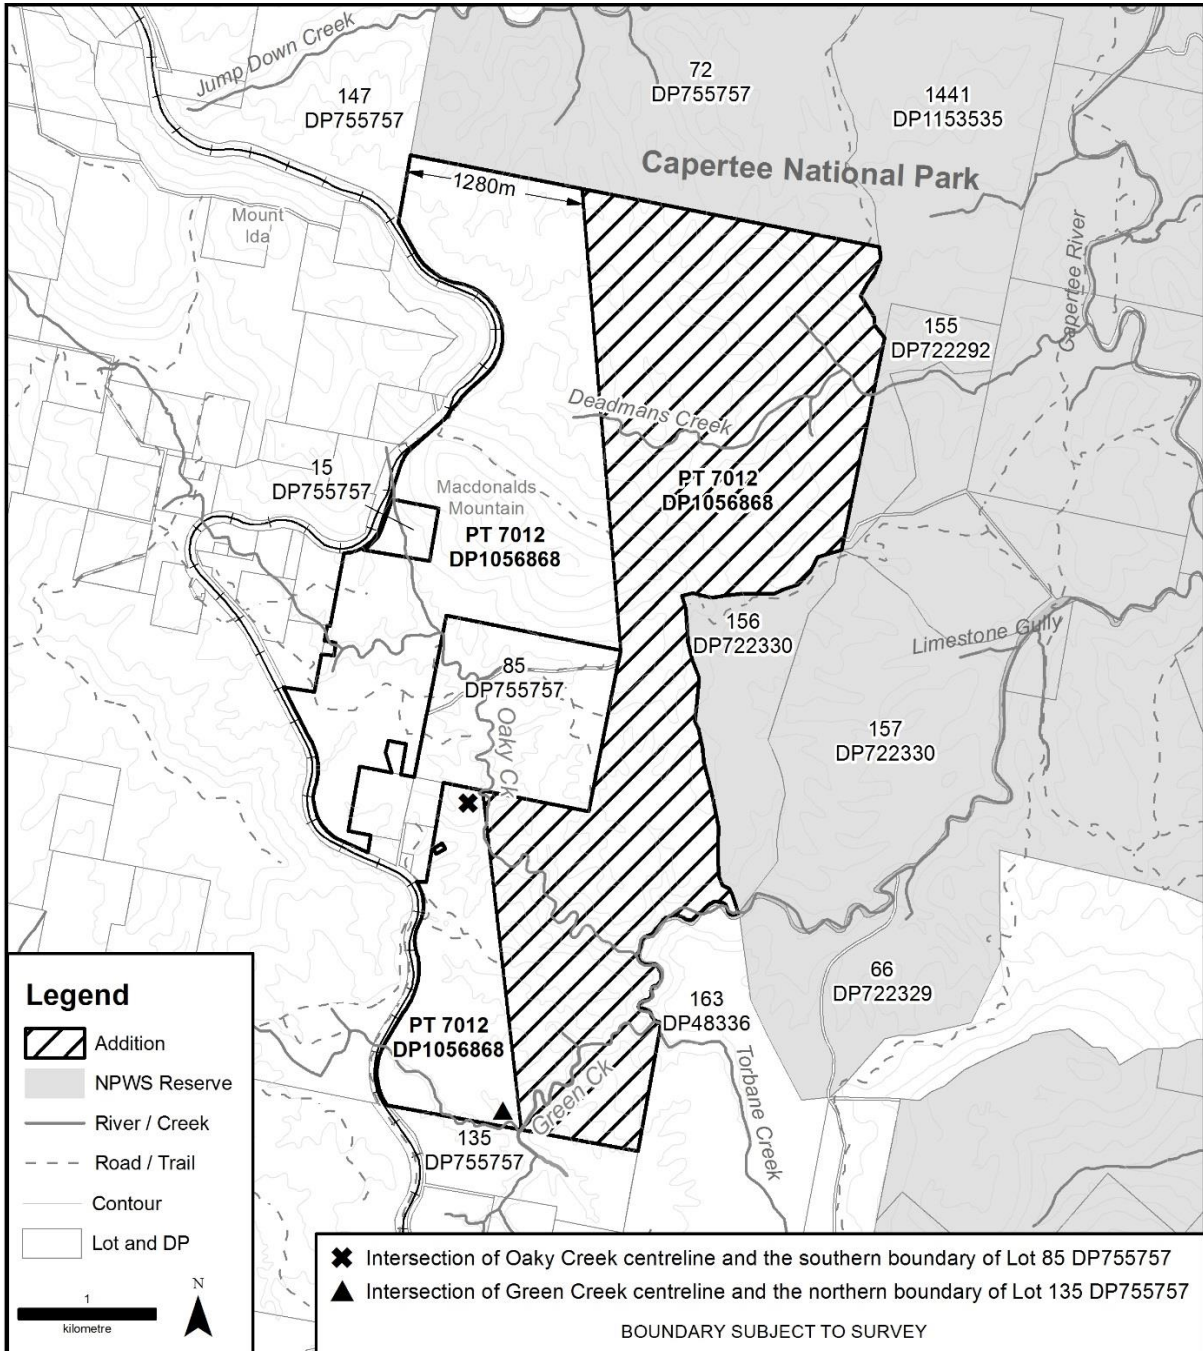 Jump Down Creek
147
DP755757
72
DP755757
1441
DP1153535
Capertee National Park
1280m
Mount
Ida
Capertee River
155
DP722292
Deadmans Creek
15
DP755757
Macdonalds
Mountain
PT 7012
DP1056868
PT 7012
DP1056868
156
DP722330
Limestone Gully
85
DP755757
Oaky Ck
157
DP722330
66
DP722329
163
DP48336
PT 7012
DP1056868
Green Ck
Torbane Creek
135
DP755757
Legend
Addition
NPWS Reserve
River / Creek
Road / Trail
Contour
Lot and DP
1
kilometre
N
Intersection of Oaky Creek centreline and the southern boundary of Lot 85 DP755757
Intersection of Green Creek centreline and the northern boundary of Lot 135 DP755757
BOUNDARY SUBJECT TO SURVEY